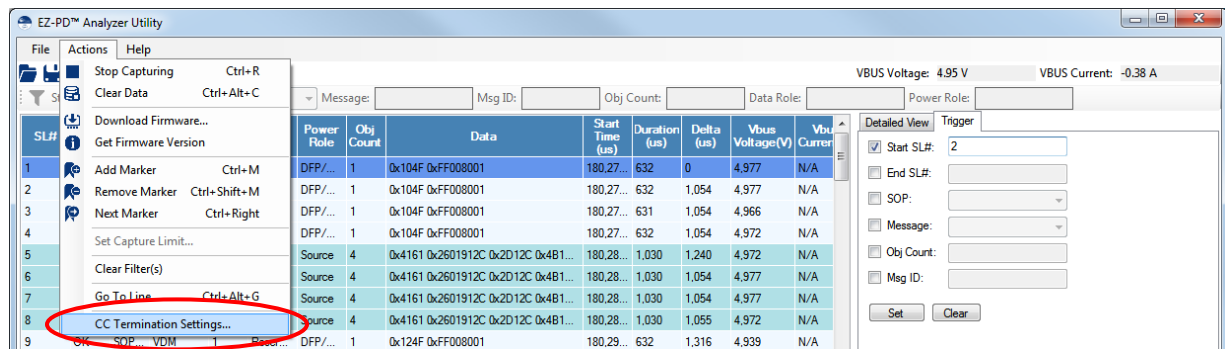 EZ-PD™ Analyzer Utility
File Actions Help
Stop Capturing Ctrl+R
VBUS Voltage: 4.95 V VBUS Current: -0.38 A
Clear Data Ctrl+Alt+C
Message: Msg ID: Obj Count: Data Role: Power Role:
Download Firmware...
Get Firmware Version
Add Marker Ctrl+M
Remove Marker Ctrl+Shift+M
Next Marker Ctrl+Right
Set Capture Limit...
Clear Filter(s)
Go To Line Ctrl+Alt+G
CC Termination Settings...
SL# Power Role Obj Count Data Start Time (us) Duration (us) Delta (us) Vbus Voltage(V) Vbu Curren
1 DFP/... 1 0x104F 0xFF008001 180,27... 632 0 4,977 N/A
2 DFP/... 1 0x104F 0xFF008001 180,27... 632 1,054 4,977 N/A
3 DFP/... 1 0x104F 0xFF008001 180,27... 631 1,054 4,966 N/A
4 DFP/... 1 0x104F 0xFF008001 180,27... 632 1,054 4,972 N/A
5 Source 4 0x4161 0x2601912C 0x2D12C 0x4B1... 180,28... 1,030 1,240 4,972 N/A
6 Source 4 0x4161 0x2601912C 0x2D12C 0x4B1... 180,28... 1,030 1,054 4,977 N/A
7 Source 4 0x4161 0x2601912C 0x2D12C 0x4B1... 180,28... 1,030 1,054 4,977 N/A
8 Source 4 0x4161 0x2601912C 0x2D12C 0x4B1... 180,28... 1,030 1,055 4,972 N/A
9 OK SOP... VDM 1 Reser... DFP/... 1 0x124F 0xFF008001 180,29... 632 1,316 4,939 N/A
Detailed View Trigger
Start SL#: 2
End SL#:
SOP:
Message:
Obj Count:
Msg ID:
Set Clear